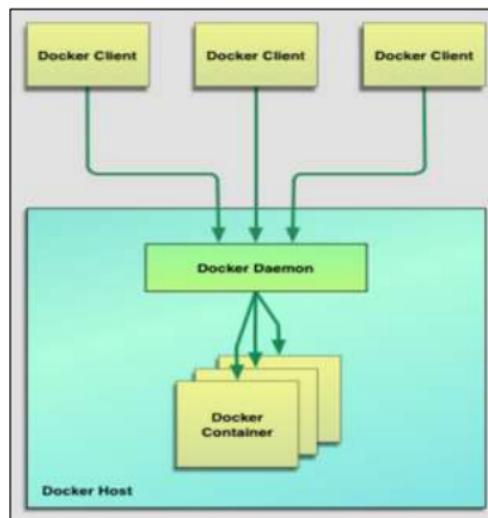 Docker Client
Docker Client
Docker Client
Docker Daemon
Docker
Container
Docker Host